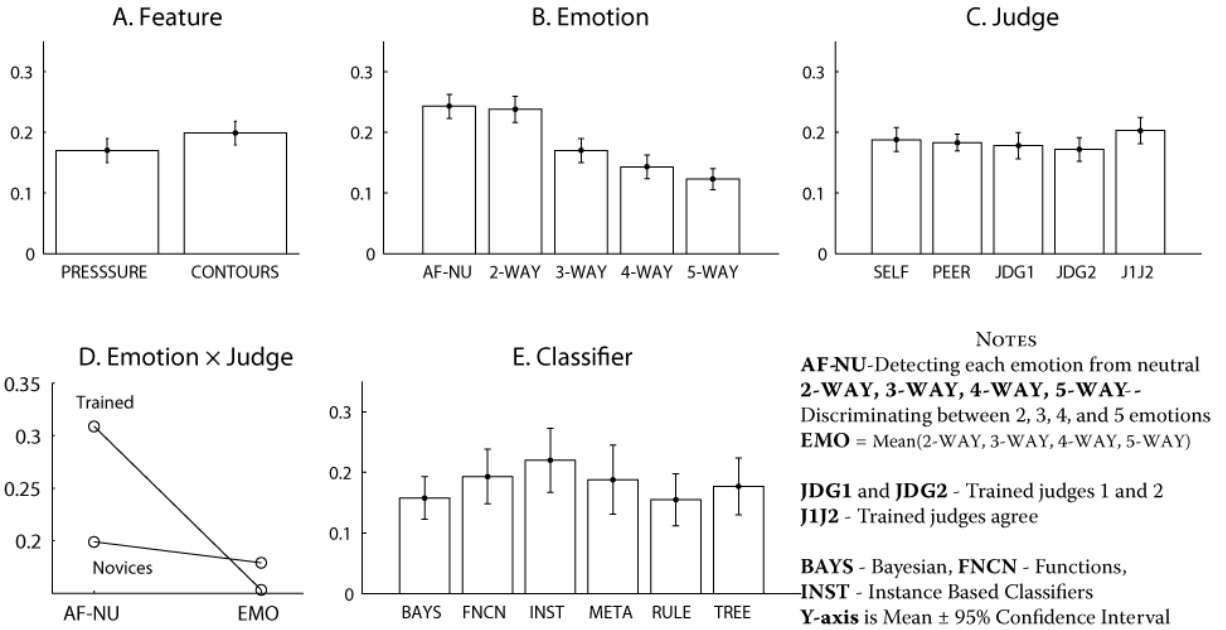 A. Feature
0.3
0.2
0.1
0
PRESSSURE CONTOURS
B. Emotion
0.3
0.2
0.1
0
AF-NU 2-WAY 3-WAY 4-WAY 5-WAY
C. Judge
0.3
0.2
0.1
0
SELF PEER JDG1 JDG2 J1J2
D. Emotion × Judge
0.35
0.3
0.25
0.2
Trained
Novices
AF-NU EMO
E. Classifier
0.3
0.2
0.1
0
BAYS FNCN INST META RULE TREE
NOTES
AF-NU-Detecting each emotion from neutral
2-WAY, 3-WAY, 4-WAY, 5-WAY--
Discriminating between 2, 3, 4, and 5 emotions
EMO = Mean(2-WAY, 3-WAY, 4-WAY, 5-WAY)
JDG1 and JDG2 - Trained judges 1 and 2
J1J2 - Trained judges agree
BAYS - Bayesian, FNCN - Functions,
INST - Instance Based Classifiers
Y-axis is Mean ± 95% Confidence Interval